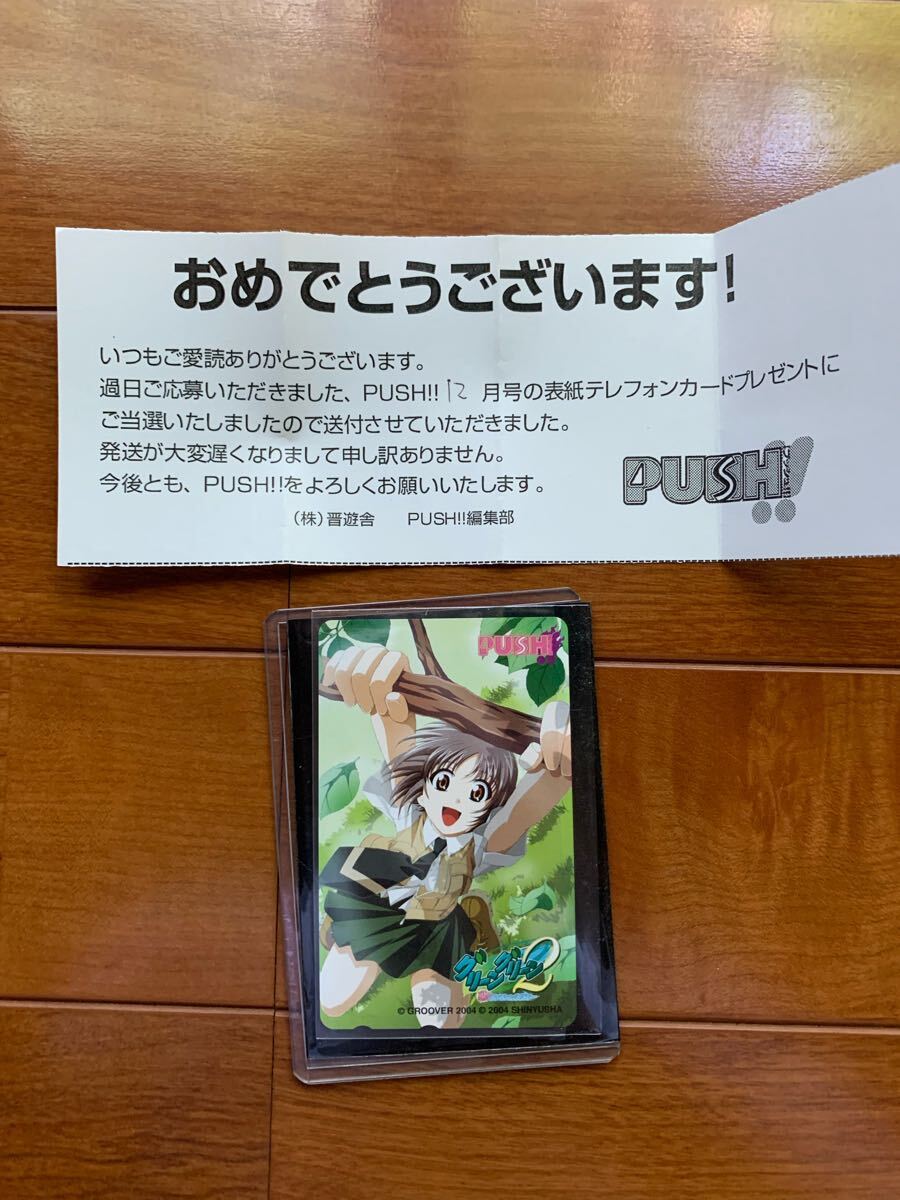 おめでとうございます!
いつもご愛読ありがとうございます。
過日ご応募いただきました、PUSH!! 12 月号の表紙テレフォンカードプレゼントに
ご当選いたしましたので送付させていただきました。
発送が大変遅くなりまして申し訳ありません。
今後とも、PUSH!!をよろしくお願いいたします。
(株)晋遊舎 PUSH!!編集部
PUSH!!
プッシュ!!
PUSH!!
グリーングリーン2
© GROOVER 2004 © 2004 SHINYUSHA